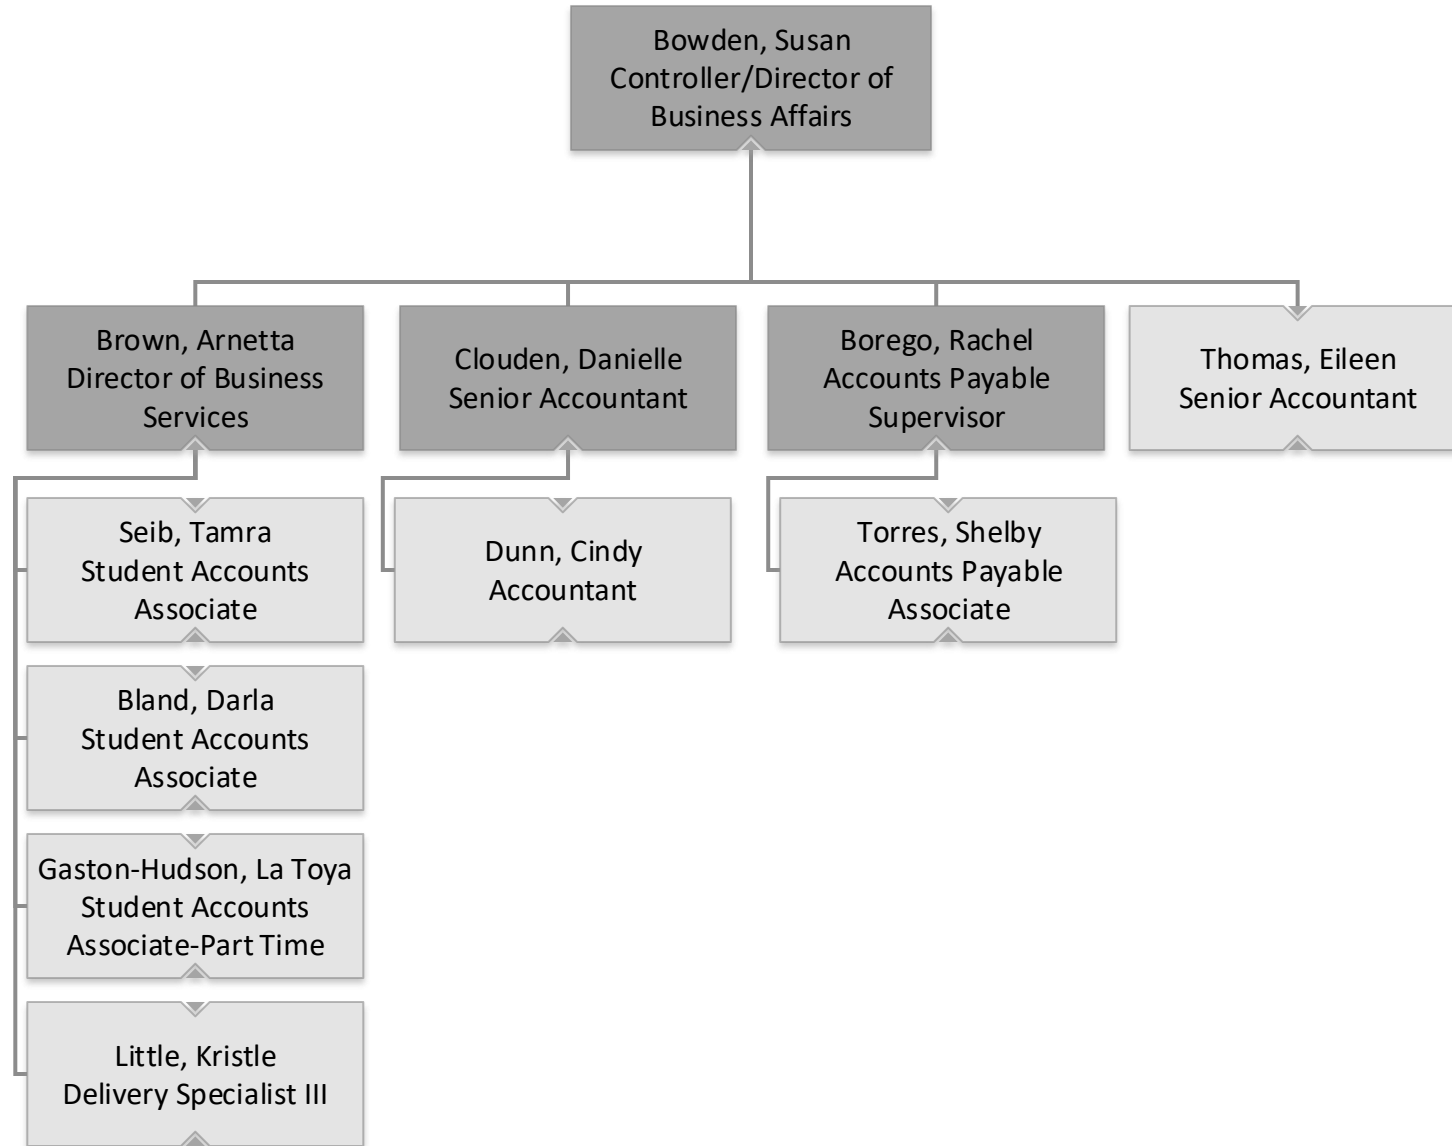 Bowden, Susan
Controller/Director of
Business Affairs
Brown, Arnetta
Director of Business
Services
Clouden, Danielle
Senior Accountant
Borego, Rachel
Accounts Payable
Supervisor
Thomas, Eileen
Senior Accountant
Seib, Tamra
Student Accounts
Associate
Dunn, Cindy
Accountant
Torres, Shelby
Accounts Payable
Associate
Bland, Darla
Student Accounts
Associate
Gaston-Hudson, La Toya
Student Accounts
Associate-Part Time
Little, Kristle
Delivery Specialist III